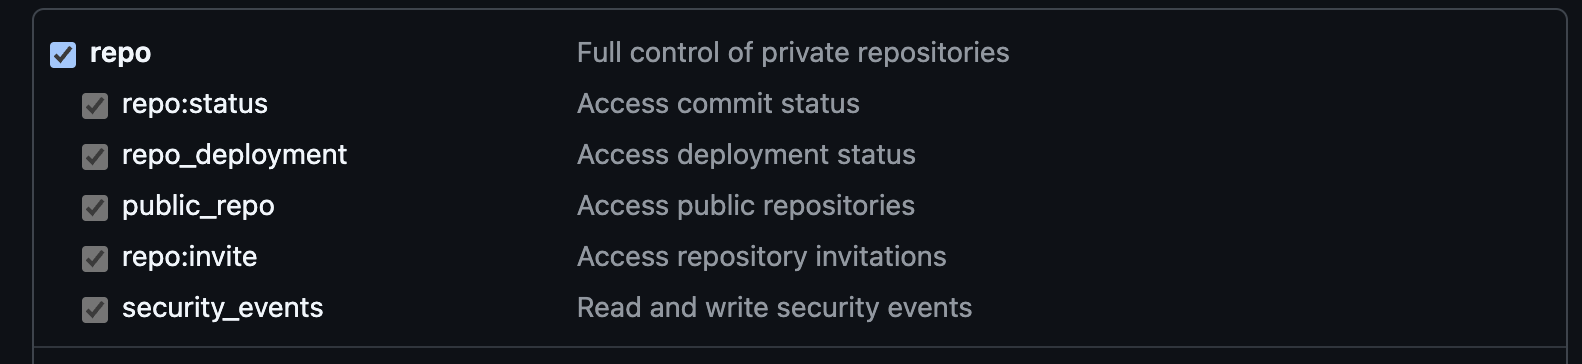 repo Full control of private repositories
repo:status Access commit status
repo_deployment Access deployment status
public_repo Access public repositories
repo:invite Access repository invitations
security_events Read and write security events